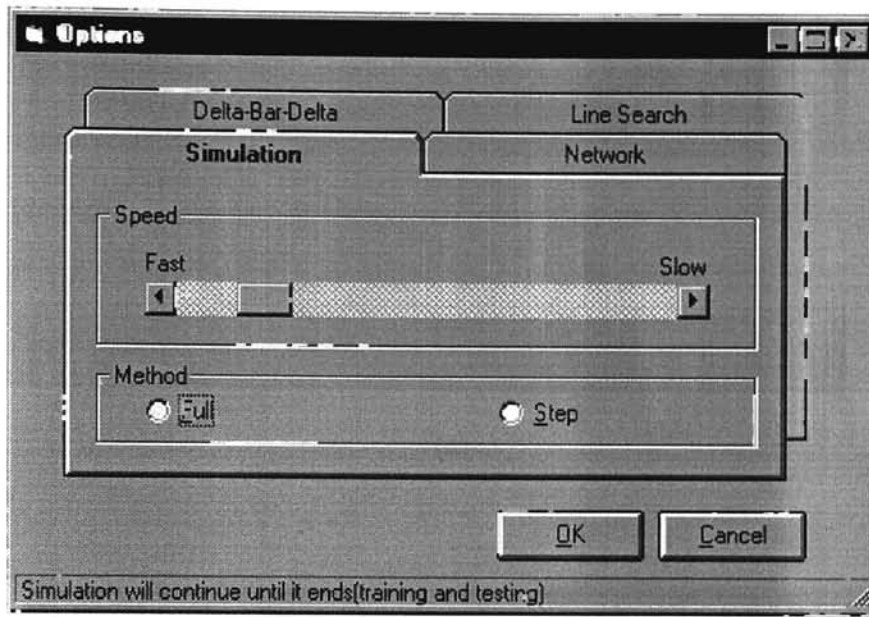 Options
Delta-Bar-Delta Line Search
Simulation Network
Speed
Fast Slow
Method
Full Step
OK Cancel
Simulation will continue until it ends(training and testing)